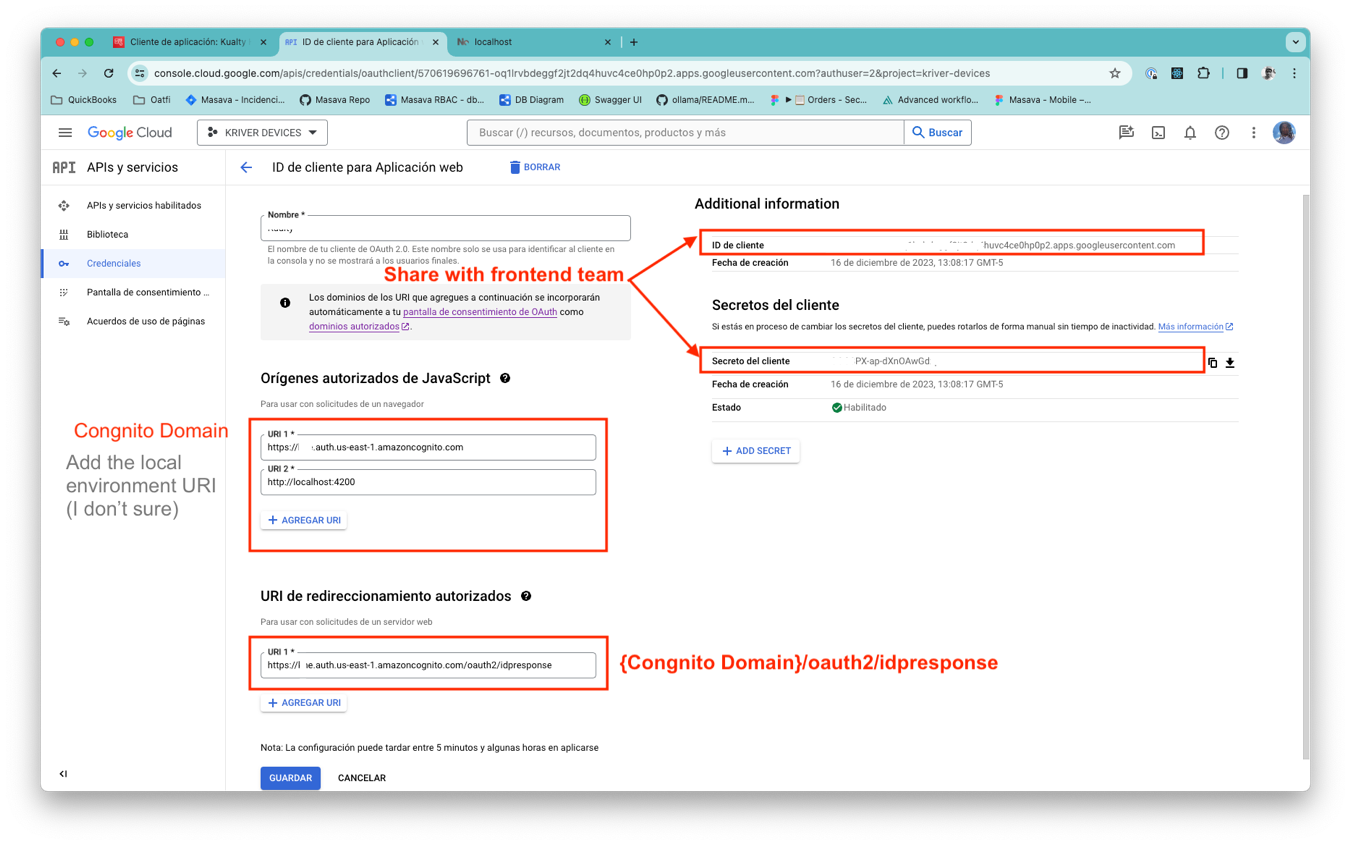 Cliente de aplicación: Kualty
ID de cliente para Aplicación
localhost
console.cloud.google.com/apis/credentials/oauthclient/570619696761-oq1lrvbdeggf2jt2dq4huvc4ce0hp0p2.apps.googleusercontent.com?authuser=2&project=kriver-devices
QuickBooks
Oatfi
Masava - Incidenci...
Masava Repo
Masava RBAC - db...
DB Diagram
Swagger UI
ollama/README.m...
Orders - Sec...
Advanced workflo...
Masava - Mobile –...
Google Cloud
KRIVER DEVICES
Buscar (/) recursos, documentos, productos y más
Buscar
API APIs y servicios
ID de cliente para Aplicación web
BORRAR
APIs y servicios habilitados
Biblioteca
Credenciales
Pantalla de consentimiento ...
Acuerdos de uso de páginas
Nombre *
El nombre de tu cliente de OAuth 2.0. Este nombre solo se usa para identificar al cliente en
la consola y no se mostrará a los usuarios finales.
Share with frontend team
Los dominios de los URI que agregues a continuación se incorporarán
automáticamente a tu pantalla de consentimiento de OAuth como
dominios autorizados.
Orígenes autorizados de JavaScript
Para usar con solicitudes de un navegador
Congnito Domain
Add the local
environment URI
(I don't sure)
URI 1 *
https:// .auth.us-east-1.amazoncognito.com
URI 2 *
http://localhost:4200
+ AGREGAR URI
URI de redireccionamiento autorizados
Para usar con solicitudes de un servidor web
URI 1 *
https:// e.auth.us-east-1.amazoncognito.com/oauth2/idpresponse
{Congnito Domain}/oauth2/idpresponse
+ AGREGAR URI
Nota: La configuración puede tardar entre 5 minutos y algunas horas en aplicarse
GUARDAR
CANCELAR
Additional information
ID de cliente huvc4ce0hp0p2.apps.googleusercontent.com
Fecha de creación 16 de diciembre de 2023, 13:08:17 GMT-5
Secretos del cliente
Si estás en proceso de cambiar los secretos del cliente, puedes rotarlos de forma manual sin tiempo de inactividad. Más información
Secreto del cliente PX-ap-dXnOAwGd
Fecha de creación 16 de diciembre de 2023, 13:08:17 GMT-5
Estado Habilitado
+ ADD SECRET